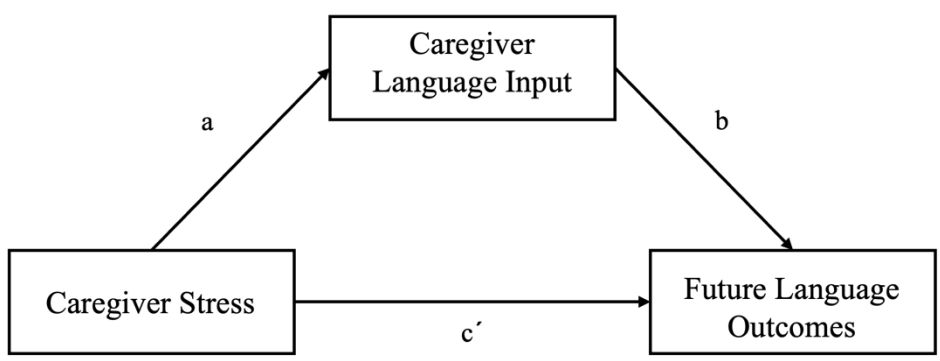 Caregiver
Language Input
a
b
Caregiver Stress
c´
Future Language
Outcomes